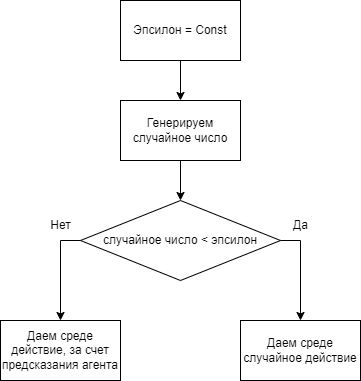 Эпсилон = Const
Генерируем
случайное число
Нет
Да
случайное число < эпсилон
Даем среде
действие, за счет
предсказания агента
Даем среде
случайное действие